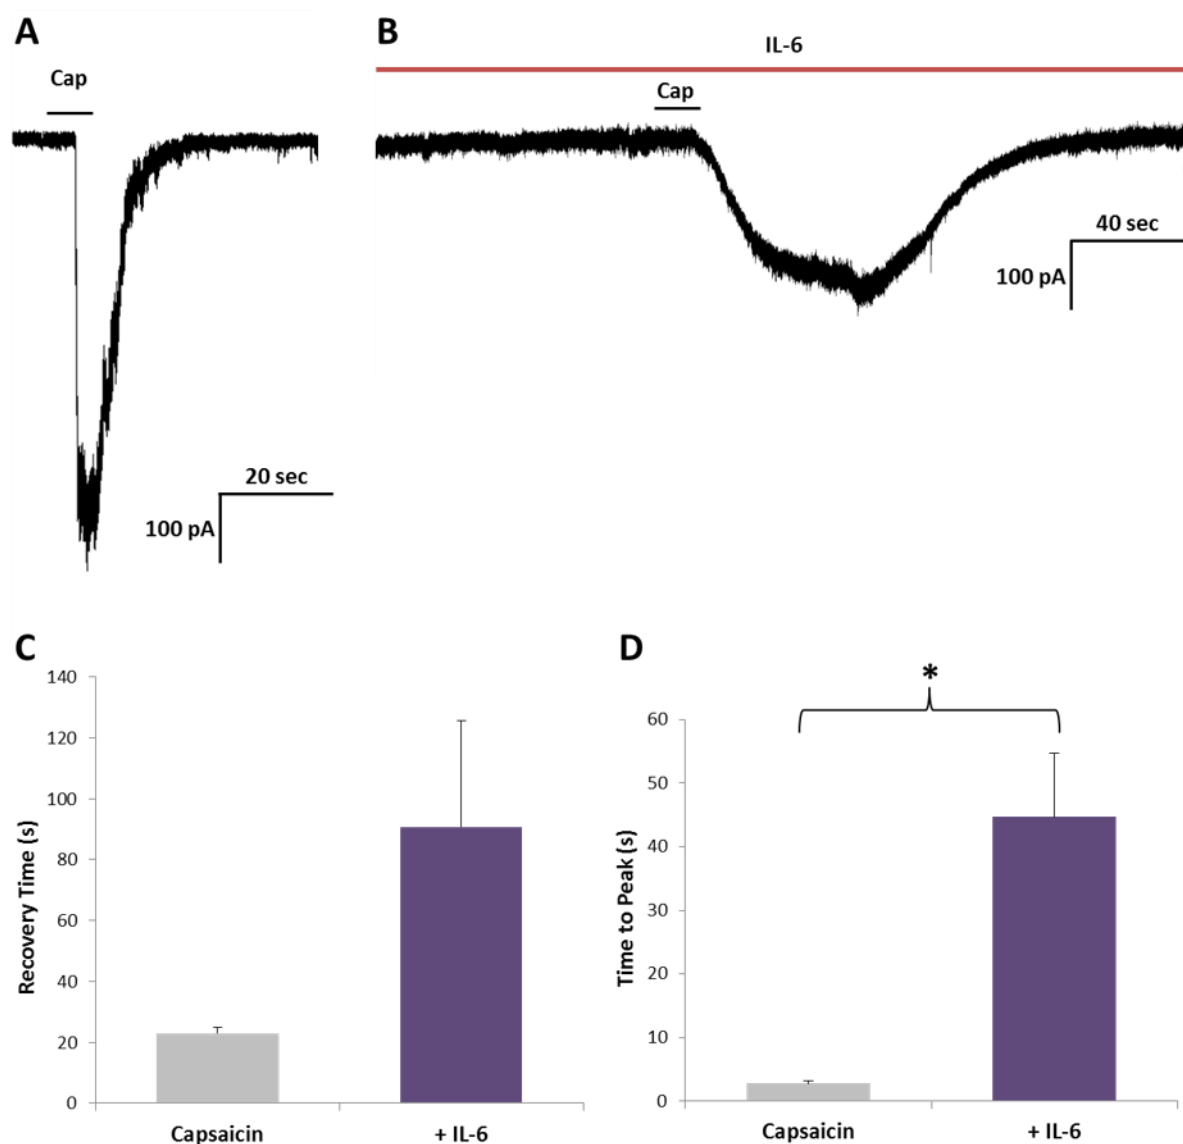 A
B
IL-6
Cap
Cap
40 sec
100 pA
20 sec
100 pA
C
140
120
100
80
60
40
20
0
Recovery Time (s)
Capsaicin
+ IL-6
D
*
60
50
40
30
20
10
0
Time to Peak (s)
Capsaicin
+ IL-6